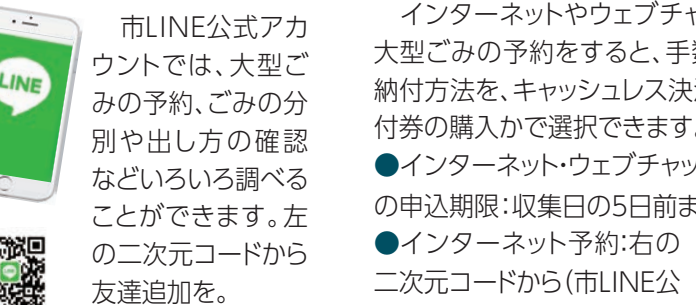 LINE
市LINE公式アカ
ウントでは、大型ご
みの予約、ごみの分
別や出し方の確認
などいろいろ調べる
ことができます。左
の二次元コードから
友達追加を。
インターネットやウェブチャ
大型ごみの予約をすると、手
納付方法を、キャッシュレス決
付券の購入かで選択できます
●インターネット・ウェブチャッ
の申込期限：収集日の5日前ま
●インターネット予約：右の
二次元コードから（市LINE公